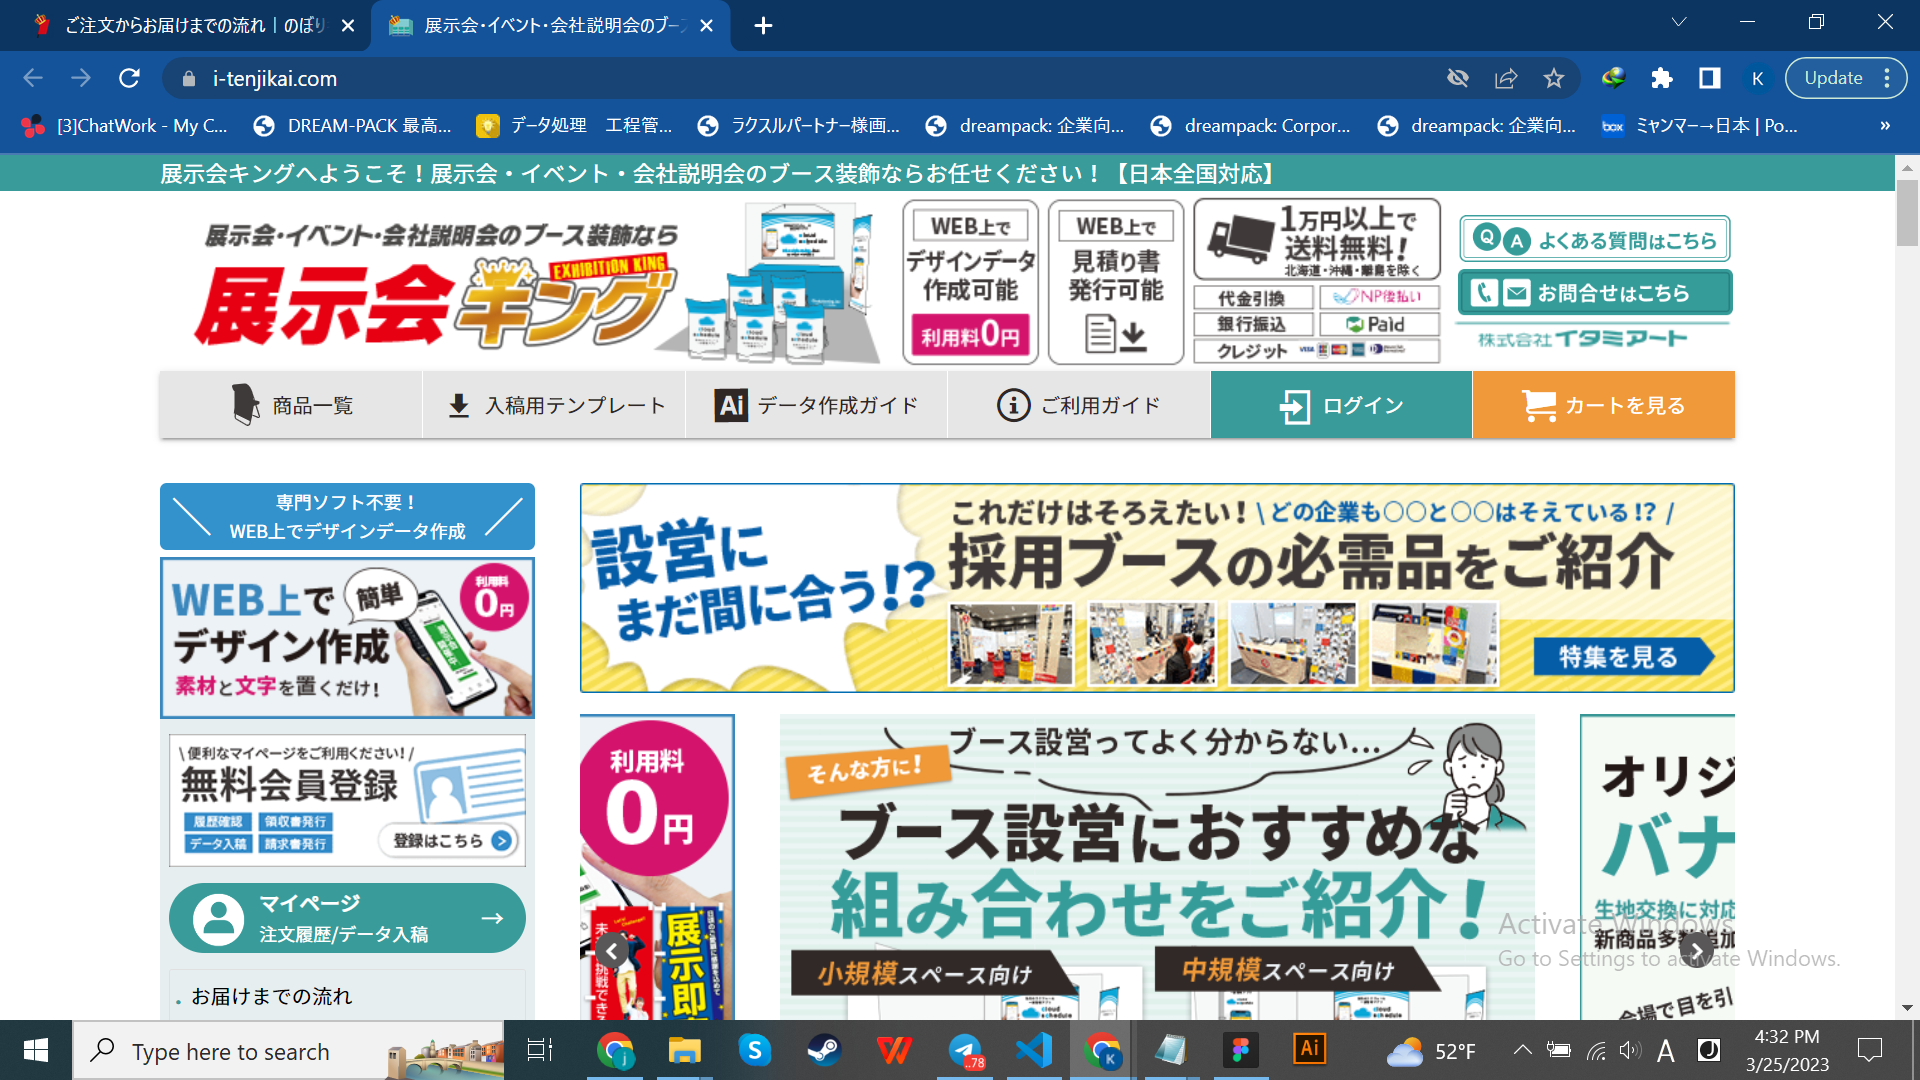 ご注文からお届けまでの流れ｜のぼり
展示会･イベント･会社説明会のブース
i-tenjikai.com
Update
K
[3]ChatWork - My C...
DREAM-PACK 最高...
データ処理　工程管...
ラクスルパートナー様画...
dreampack: 企業向...
dreampack: Corpor...
dreampack: 企業向...
box
ミャンマー→日本 | Po...
»
展示会キングへようこそ！展示会・イベント・会社説明会のブース装飾ならお任せください！【日本全国対応】
展示会･イベント･会社説明会のブース装飾なら
展示会キング
EXHIBITION KING
WEB上で
デザインデータ
作成可能
利用料0円
WEB上で
見積り書
発行可能
1万円以上で
送料無料！
北海道・沖縄・離島を除く
代金引換
NP後払い
銀行振込
Paid
クレジット
VISA
Q A よくある質問はこちら
お問合せはこちら
株式会社イタミアート
商品一覧
入稿用テンプレート
Ai データ作成ガイド
ご利用ガイド
ログイン
カートを見る
専門ソフト不要！
WEB上でデザインデータ作成
WEB上で
簡単
利用料
0円
デザイン作成
素材と文字を置くだけ！
\ 便利なマイページをご利用ください！/
無料会員登録
履歴確認
領収書発行
データ入稿
請求書発行
登録はこちら
マイページ
注文履歴/データ入稿
お届けまでの流れ
設営に
まだ間に合う!?
これだけはそろえたい！\ どの企業も〇〇と〇〇はそえている!? /
採用ブースの必需品をご紹介
特集を見る
利用料
0円
展示即
ブース設営ってよく分からない...
そんな方に！
ブース設営におすすめな
組み合わせをご紹介！
小規模スペース向け
中規模スペース向け
cloud
schedule
オリジ
バナ
生地交換に対応
新商品多数追加
会場で目を引
Activate Windows
Go to Settings to activate Windows.
Type here to search
..78
52°F
A
4:32 PM
3/25/2023